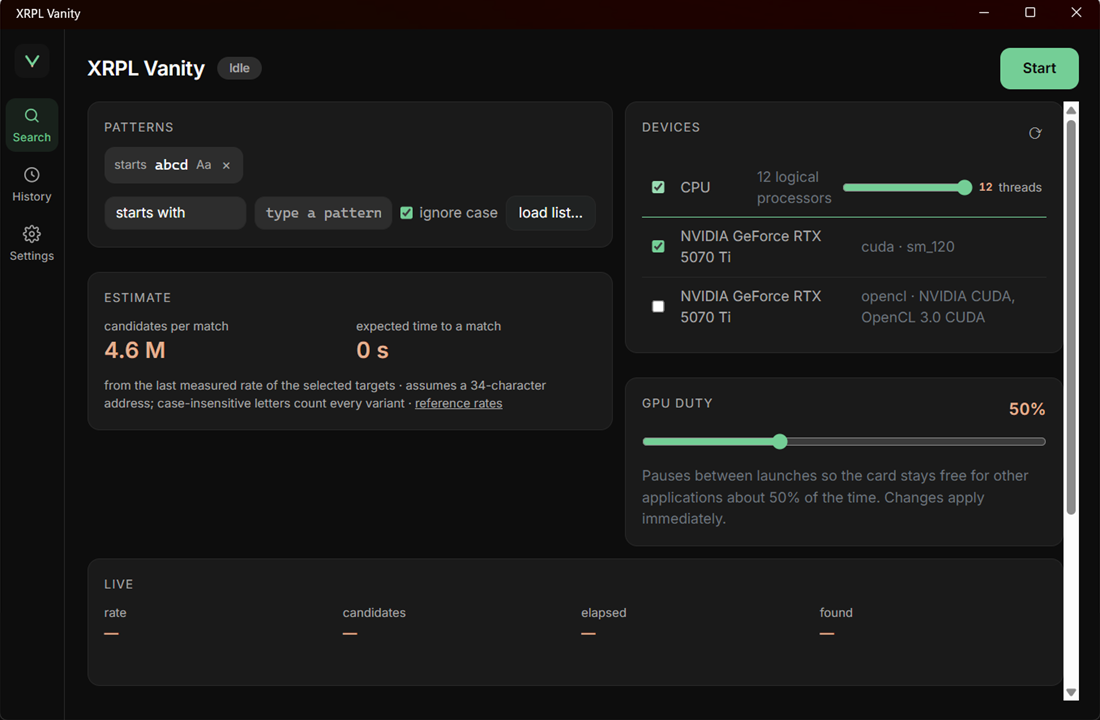 XRPL Vanity
XRPL Vanity Idle Start
Search
History
Settings
PATTERNS
starts abcd Aa ×
starts with type a pattern ignore case load list...
ESTIMATE
candidates per match expected time to a match
4.6 M 0 s
from the last measured rate of the selected targets · assumes a 34-character
address; case-insensitive letters count every variant · reference rates
DEVICES
CPU 12 logical processors 12 threads
NVIDIA GeForce RTX 5070 Ti cuda · sm_120
NVIDIA GeForce RTX 5070 Ti opencl · NVIDIA CUDA, OpenCL 3.0 CUDA
GPU DUTY 50%
Pauses between launches so the card stays free for other
applications about 50% of the time. Changes apply
immediately.
LIVE
rate candidates elapsed found
— — — —